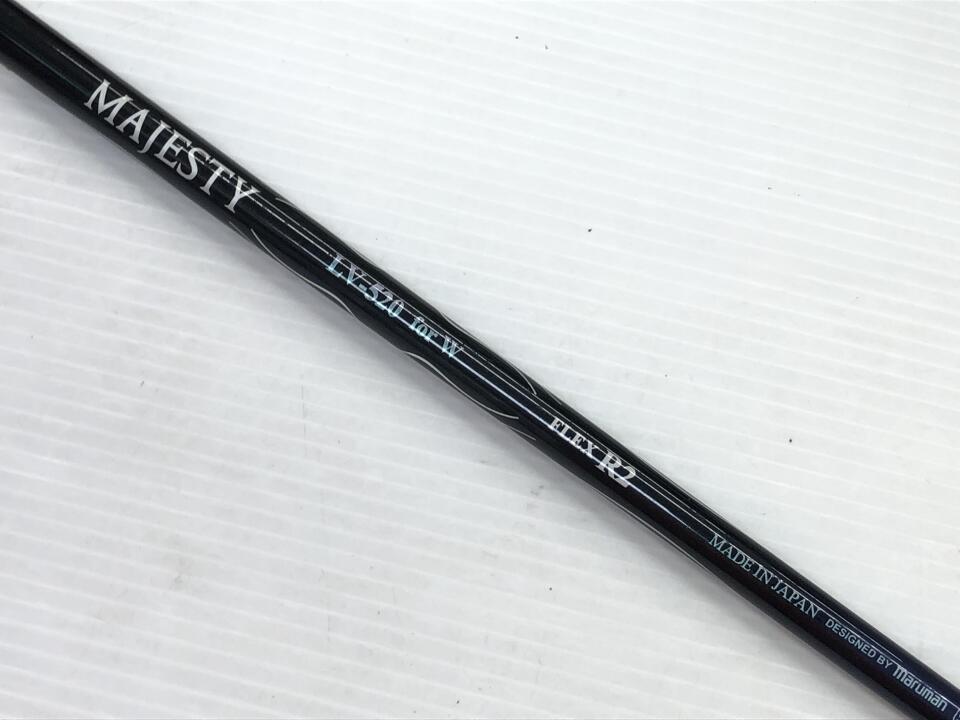 MAJESTY
LV-520 for W
FLEX R2
MADE IN JAPAN
DESIGNED BY maruman